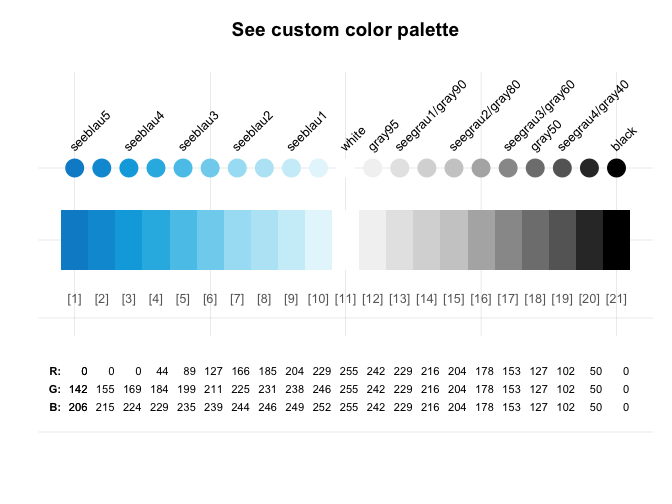 See custom color palette
seeblau5 seeblau4 seeblau3 seeblau2 seeblau1 white gray95 seegrau1/gray90 seegrau2/gray80 seegrau3/gray60 gray50 seegrau4/gray40 black
[1] [2] [3] [4] [5] [6] [7] [8] [9] [10] [11] [12] [13] [14] [15] [16] [17] [18] [19] [20] [21]
R: 0 0 0 44 89 127 166 185 204 229 255 242 229 216 204 178 153 127 102 50 0
G: 142 155 169 184 199 211 225 231 238 246 255 242 229 216 204 178 153 127 102 50 0
B: 206 215 224 229 235 239 244 246 249 252 255 242 229 216 204 178 153 127 102 50 0